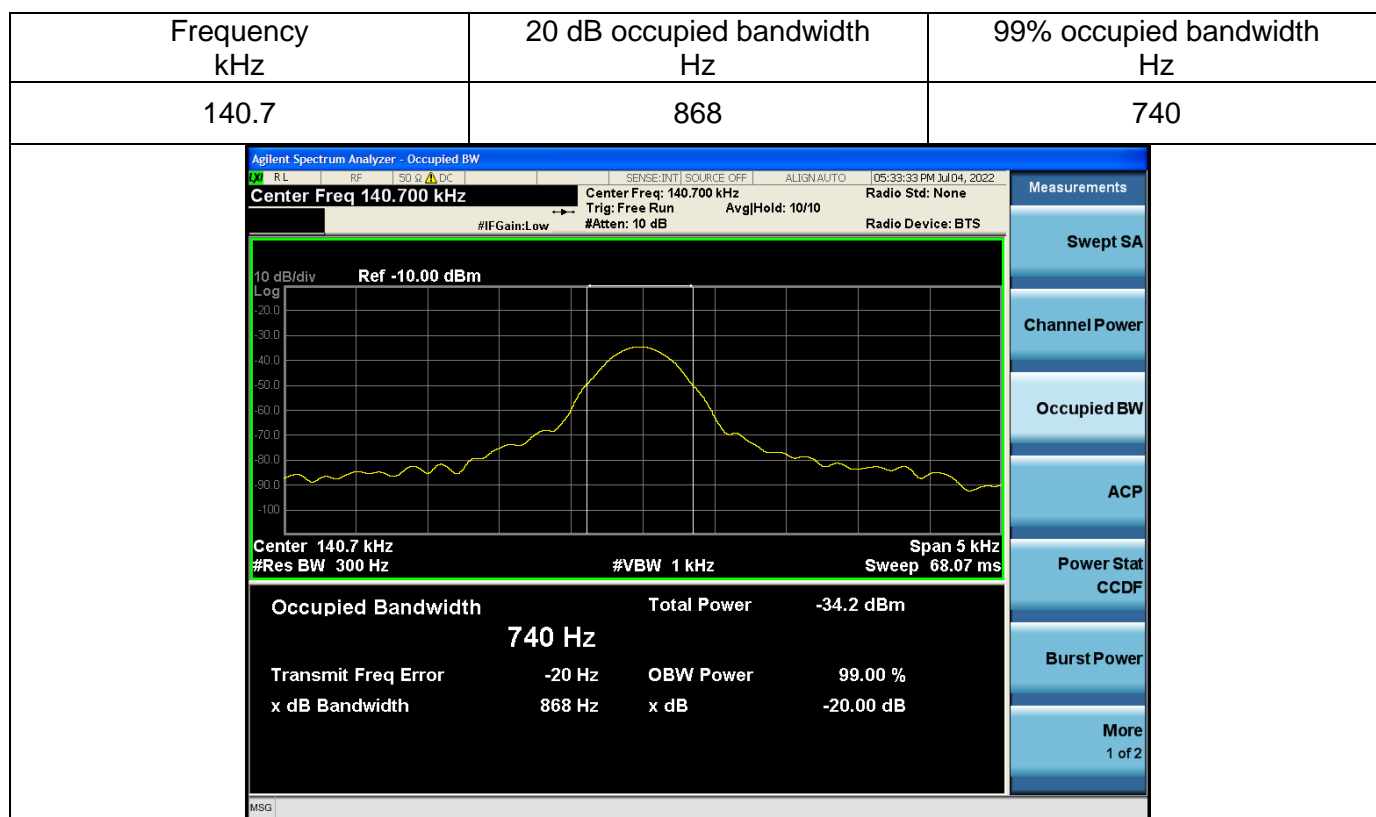 Frequency
kHz
20 dB occupied bandwidth
Hz
99% occupied bandwidth
Hz
140.7
868
740
Agilent Spectrum Analyzer - Occupied BW
LXI RL RF 50 Ω DC SENSE:INT SOURCE OFF ALIGN AUTO 05:33:33 PM Jul 04, 2022
Center Freq 140.700 kHz
Center Freq: 140.700 kHz
Radio Std: None
Trig: Free Run Avg|Hold: 10/10
#IFGain:Low
#Atten: 10 dB
Radio Device: BTS
10 dB/div Ref -10.00 dBm
Log
-20.0
-30.0
-40.0
-50.0
-60.0
-70.0
-80.0
-90.0
-100
Center 140.7 kHz Span 5 kHz
#Res BW 300 Hz #VBW 1 kHz Sweep 68.07 ms
Occupied Bandwidth Total Power -34.2 dBm
740 Hz
Transmit Freq Error -20 Hz OBW Power 99.00 %
x dB Bandwidth 868 Hz x dB -20.00 dB
Measurements
Swept SA
Channel Power
Occupied BW
ACP
Power Stat
CCDF
Burst Power
More
1 of 2
MSG